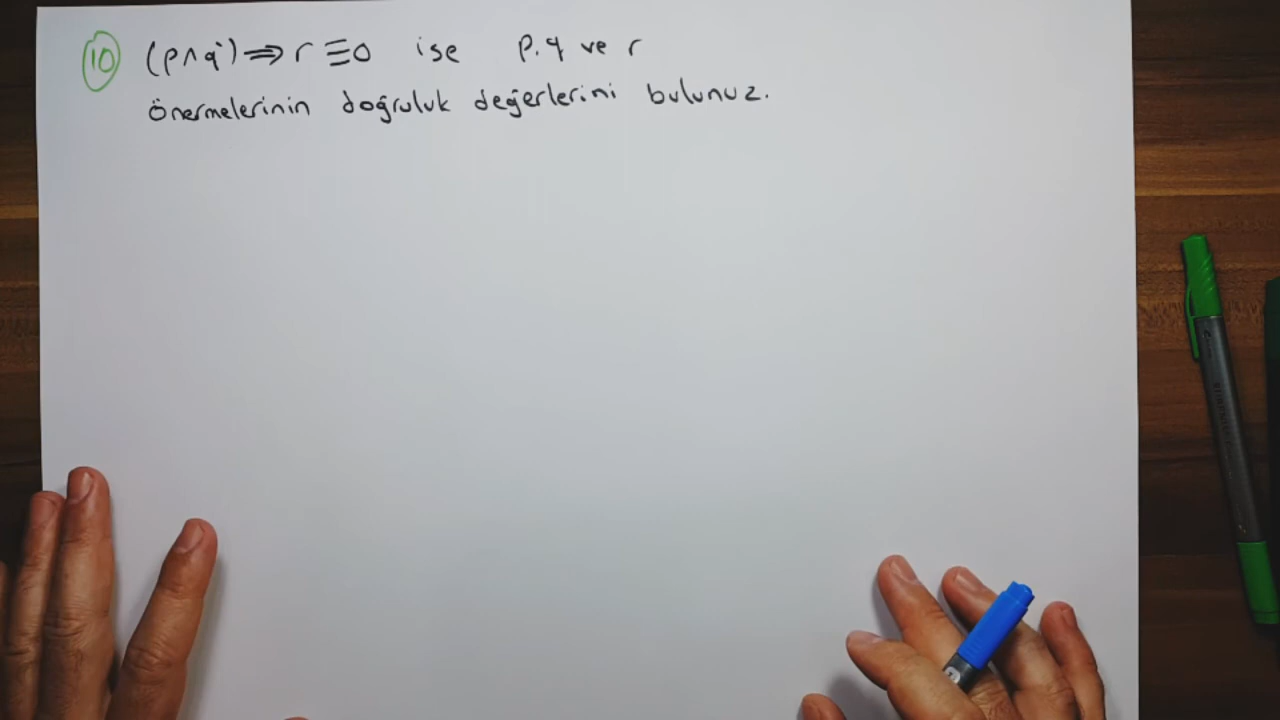 10 (p∧q')⇒r≡0 ise p.q ve r
önermelerinin doğruluk değerlerini bulunuz.